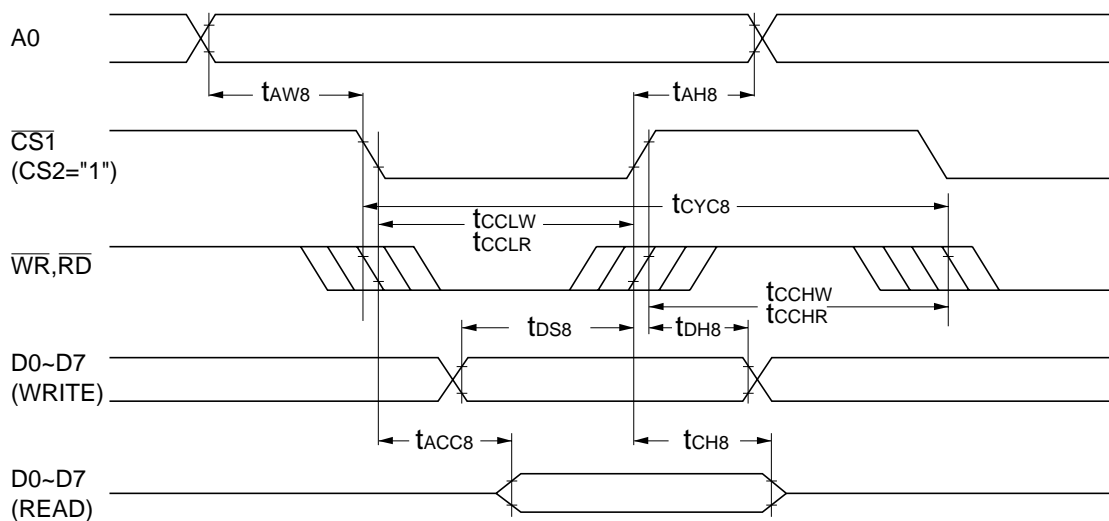 A0
tAW8
tAH8
CS1
(CS2="1")
tCYC8
tCCLW
tCCLR
WR,RD
tCCHW
tCCHR
tDS8
tDH8
D0~D7
(WRITE)
tACC8
tCH8
D0~D7
(READ)